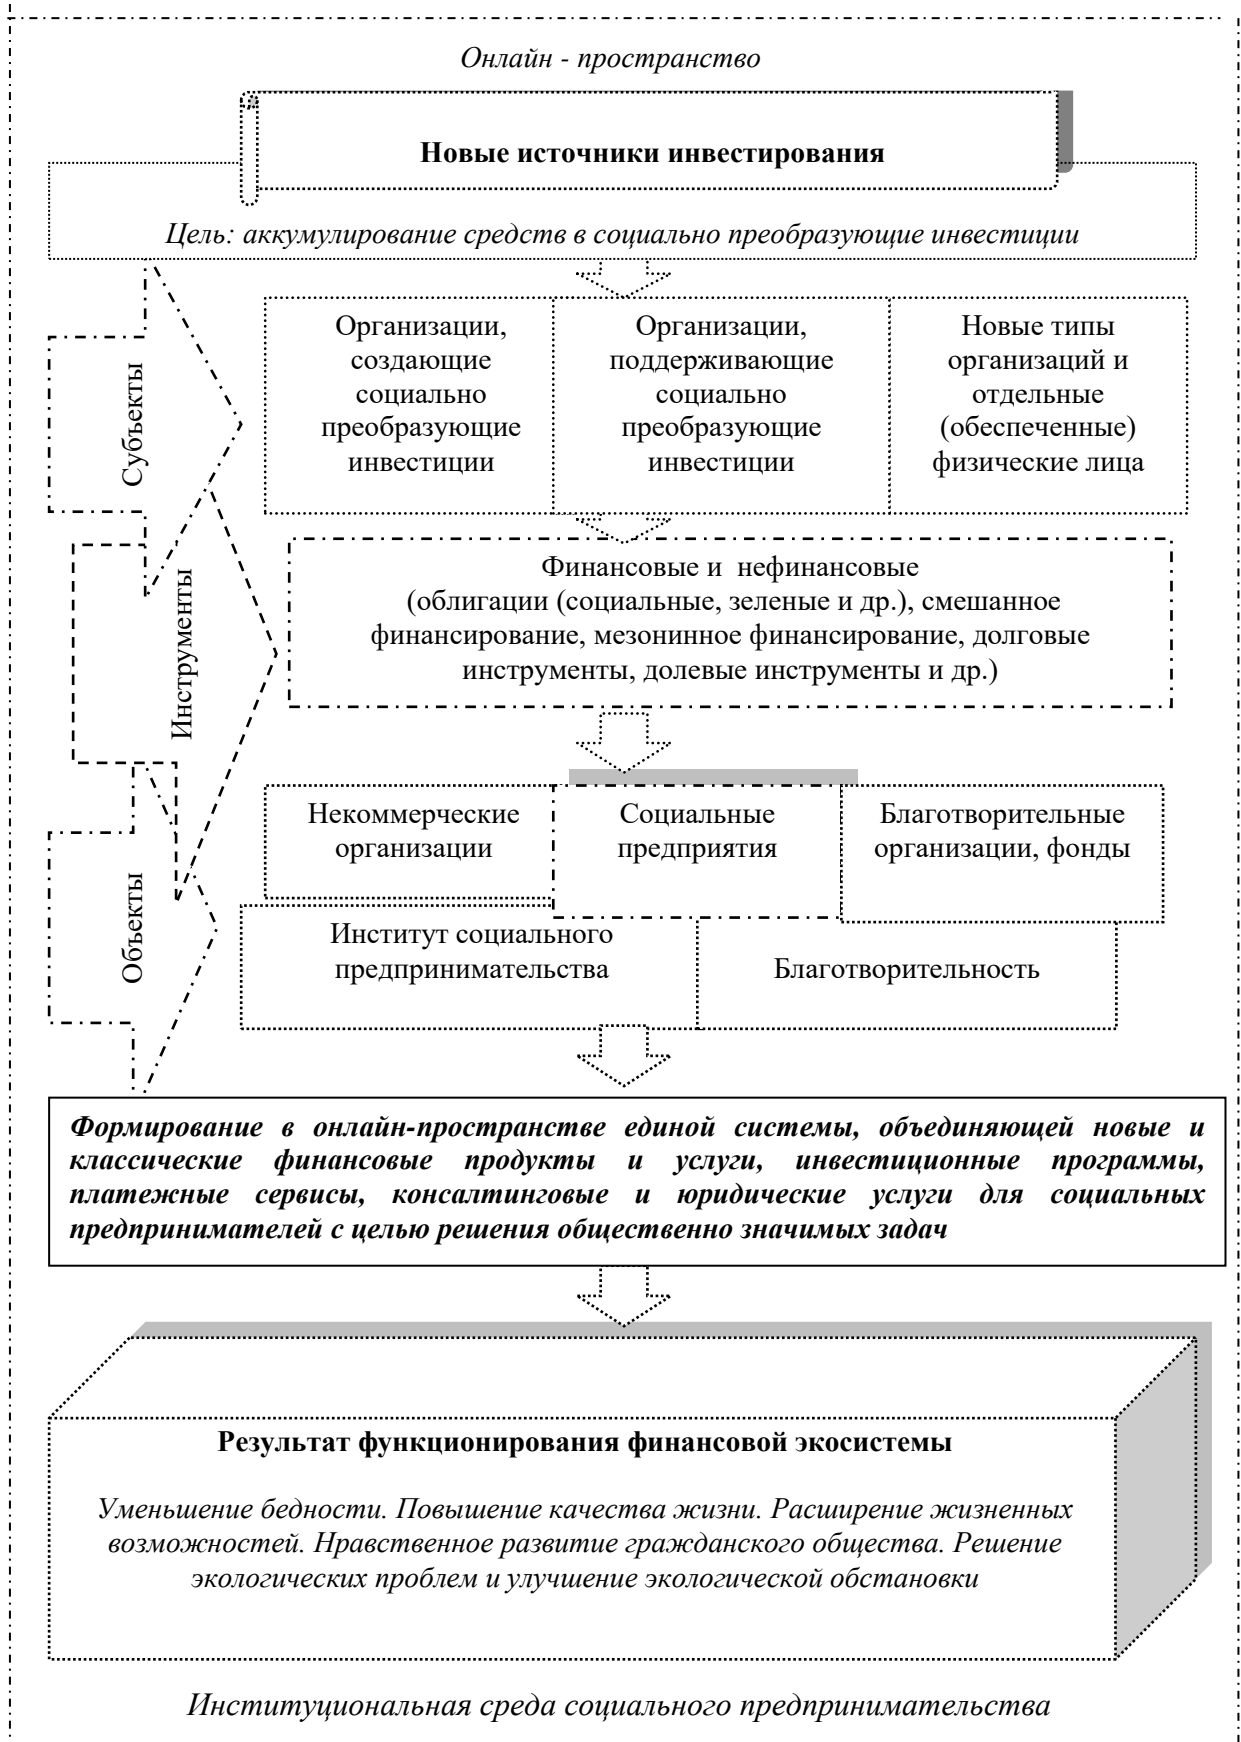 Онлайн - пространство
Новые источники инвестирования
Цель: аккумулирование средств в социально преобразующие инвестиции
Субъекты
Организации,
создающие
социально
преобразующие
инвестиции
Организации,
поддерживающие
социально
преобразующие
инвестиции
Новые типы
организаций и
отдельные
(обеспеченные)
физические лица
Инструменты
Финансовые и нефинансовые
(облигации (социальные, зеленые и др.), смешанное
финансирование, мезонинное финансирование, долговые
инструменты, долевые инструменты и др.)
Объекты
Некоммерческие
организации
Социальные
предприятия
Благотворительные
организации, фонды
Институт социального
предпринимательства
Благотворительность
Формирование в онлайн-пространстве единой системы, объединяющей новые и
классические финансовые продукты и услуги, инвестиционные программы,
платежные сервисы, консалтинговые и юридические услуги для социальных
предпринимателей с целью решения общественно значимых задач
Результат функционирования финансовой экосистемы
Уменьшение бедности. Повышение качества жизни. Расширение жизненных
возможностей. Нравственное развитие гражданского общества. Решение
экологических проблем и улучшение экологической обстановки
Институциональная среда социального предпринимательства